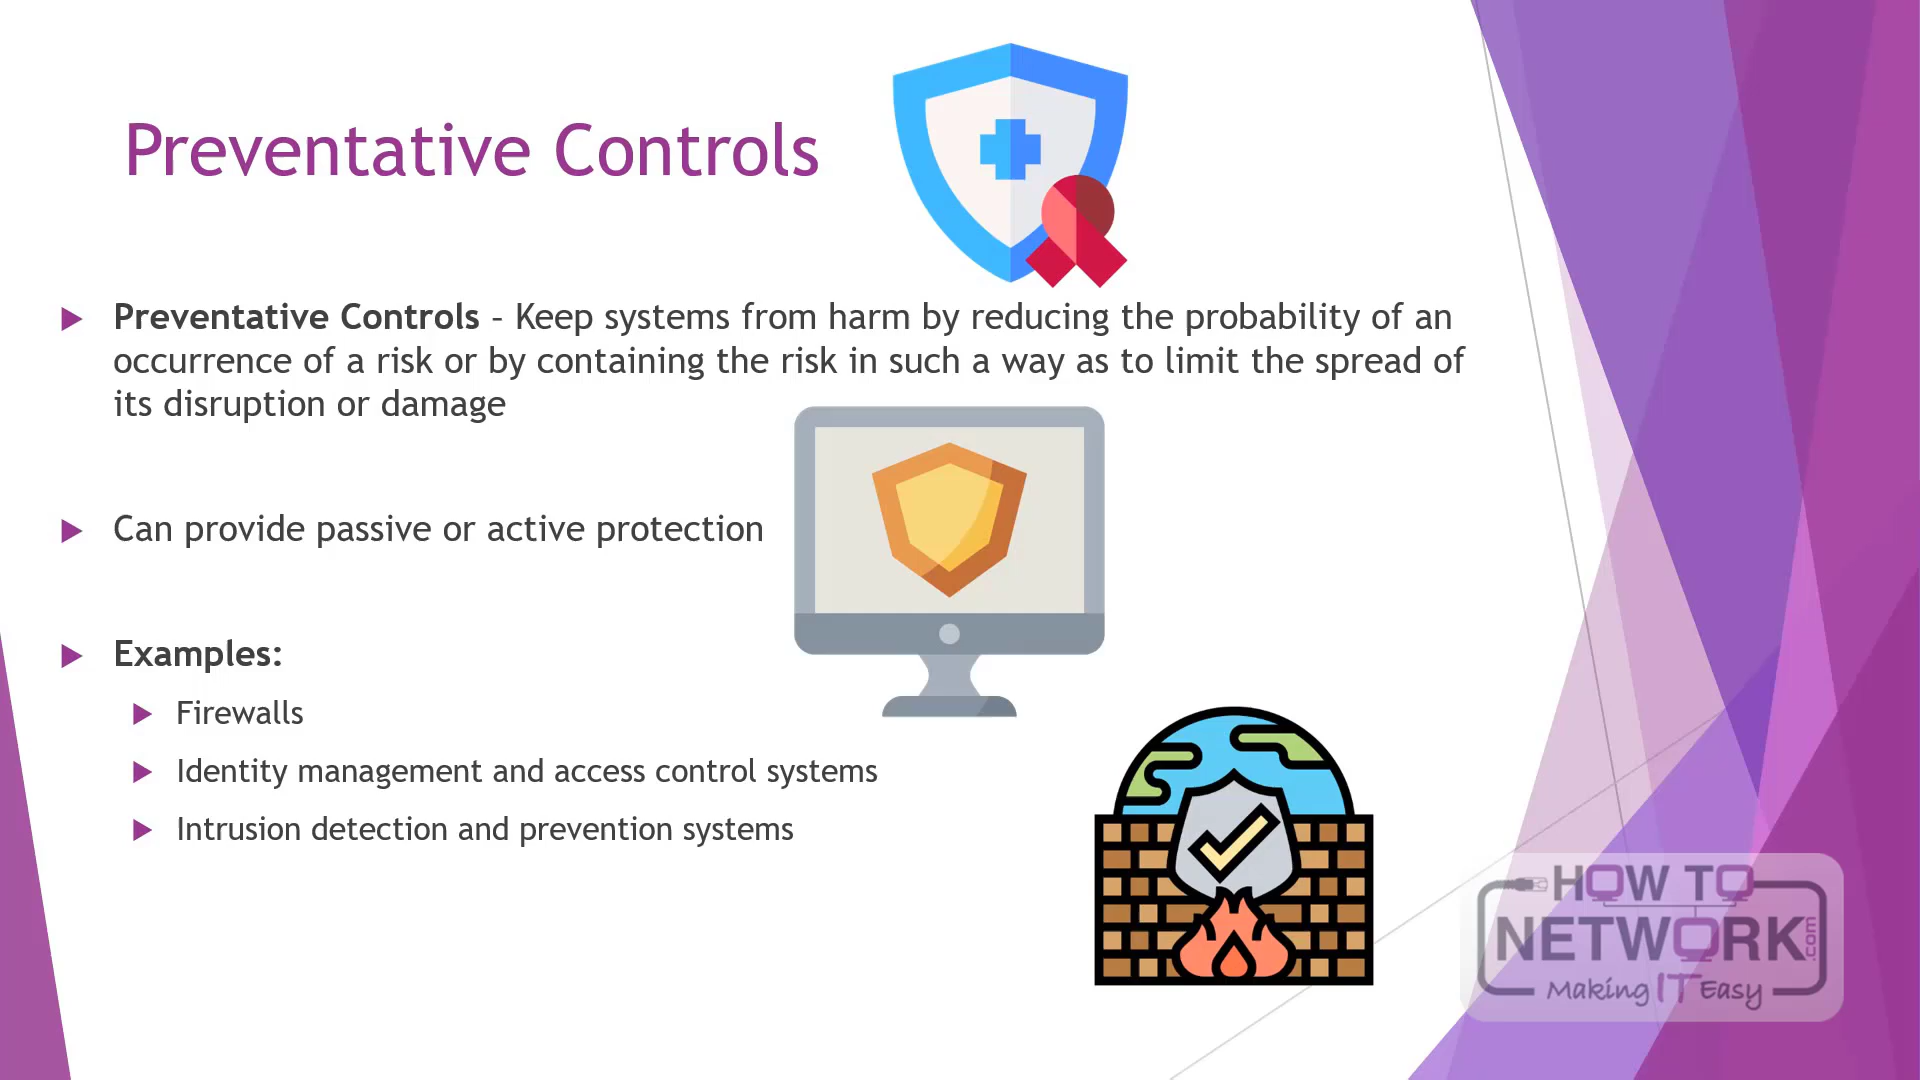 Preventative Controls
Preventative Controls – Keep systems from harm by reducing the probability of an
occurrence of a risk or by containing the risk in such a way as to limit the spread of
its disruption or damage
Can provide passive or active protection
Examples:
Firewalls
Identity management and access control systems
Intrusion detection and prevention systems
HOW TO
NETWORK.com
Making IT Easy